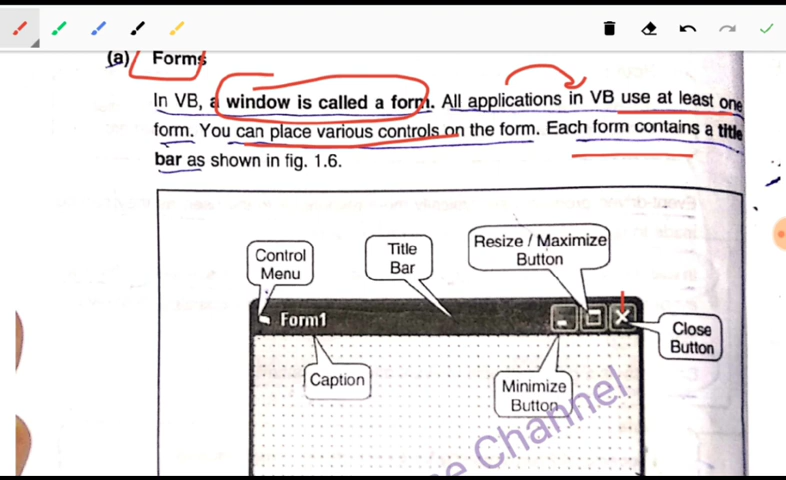 (a) Forms
In VB, a window is called a form. All applications in VB use at least one
form. You can place various controls on the form. Each form contains a title
bar as shown in fig. 1.6.
Control
Menu
Title
Bar
Resize / Maximize
Button
Form1
Close
Button
Caption
Minimize
Button
Channel